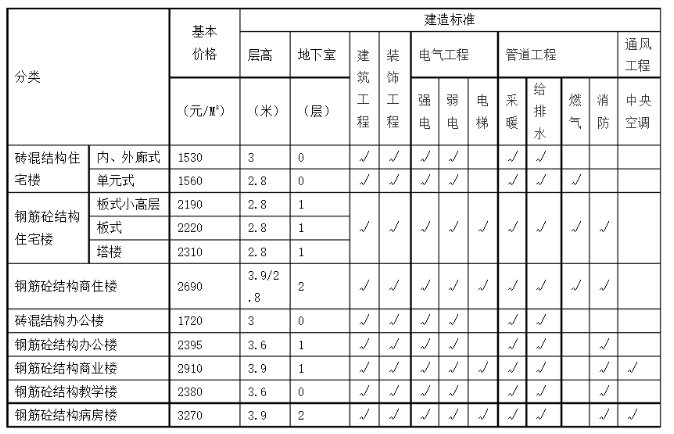 分类 基本价格 建造标准
层高 地下室 建筑工程 装饰工程 电气工程 管道工程 通风工程
(元/M²) (米) (层) 强电 弱电 电梯 采暖 给排水 燃气 消防 中央空调
砖混结构住宅楼 内、外廊式 1530 3 0 √ √ √ √ √ √
单元式 1560 2.8 0 √ √ √ √ √ √ √
钢筋砼结构住宅楼 板式小高层 2190 2.8 1
板式 2220 2.8 1 √ √ √ √ √ √ √ √ √
塔楼 2310 2.8 1
钢筋砼结构商住楼 2690 3.9/2.8 2 √ √ √ √ √ √ √ √ √
砖混结构办公楼 1720 3 0 √ √ √ √ √ √
钢筋砼结构办公楼 2395 3.6 1 √ √ √ √ √ √ √
钢筋砼结构商业楼 2910 3.9 1 √ √ √ √ √ √ √ √ √
钢筋砼结构教学楼 2380 3.6 0 √ √ √ √ √ √ √
钢筋砼结构病房楼 3270 3.9 2 √ √ √ √ √ √ √ √ √